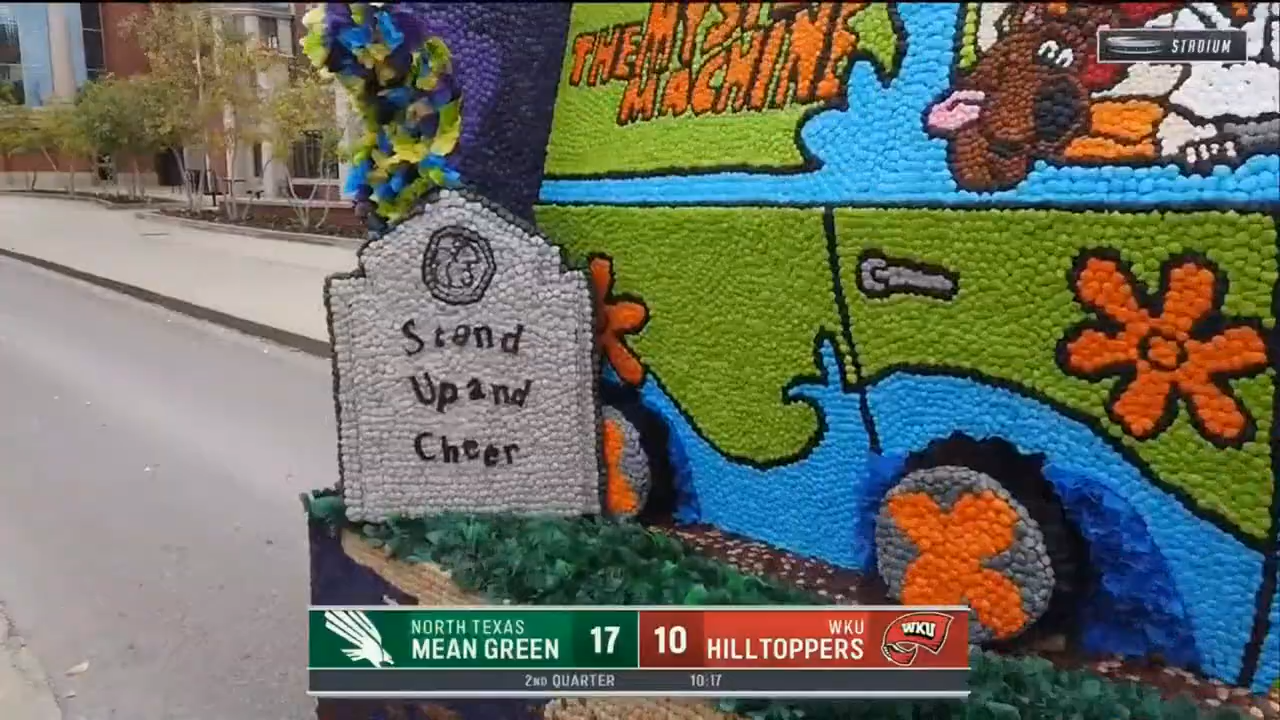 THE MYSTERY
MACHINE
STADIUM
Stand
Up and
Cheer
NORTH TEXAS
MEAN GREEN
17
10
WKU
HILLTOPPERS
WKU
2ND QUARTER
10:17